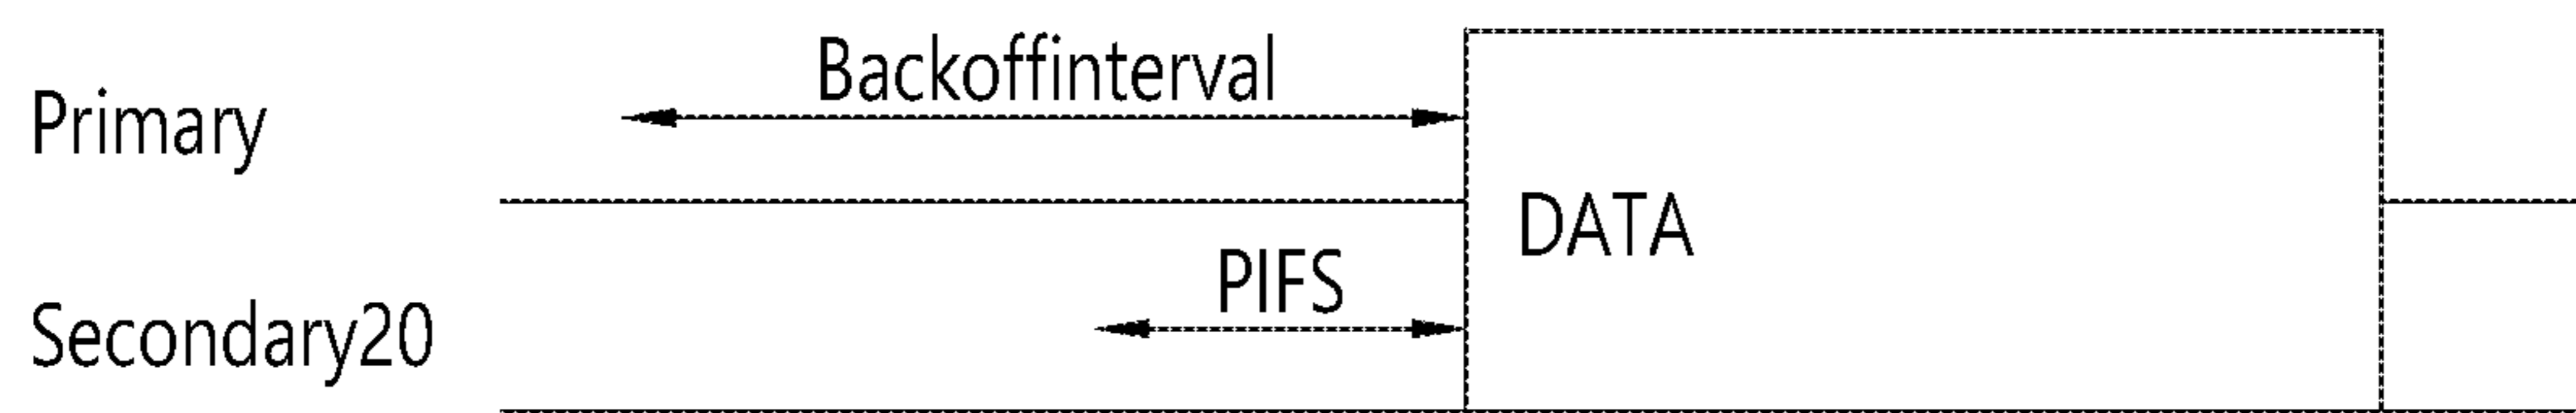 Backoffinterval
Primary
DATA
PIFS
Secondary20